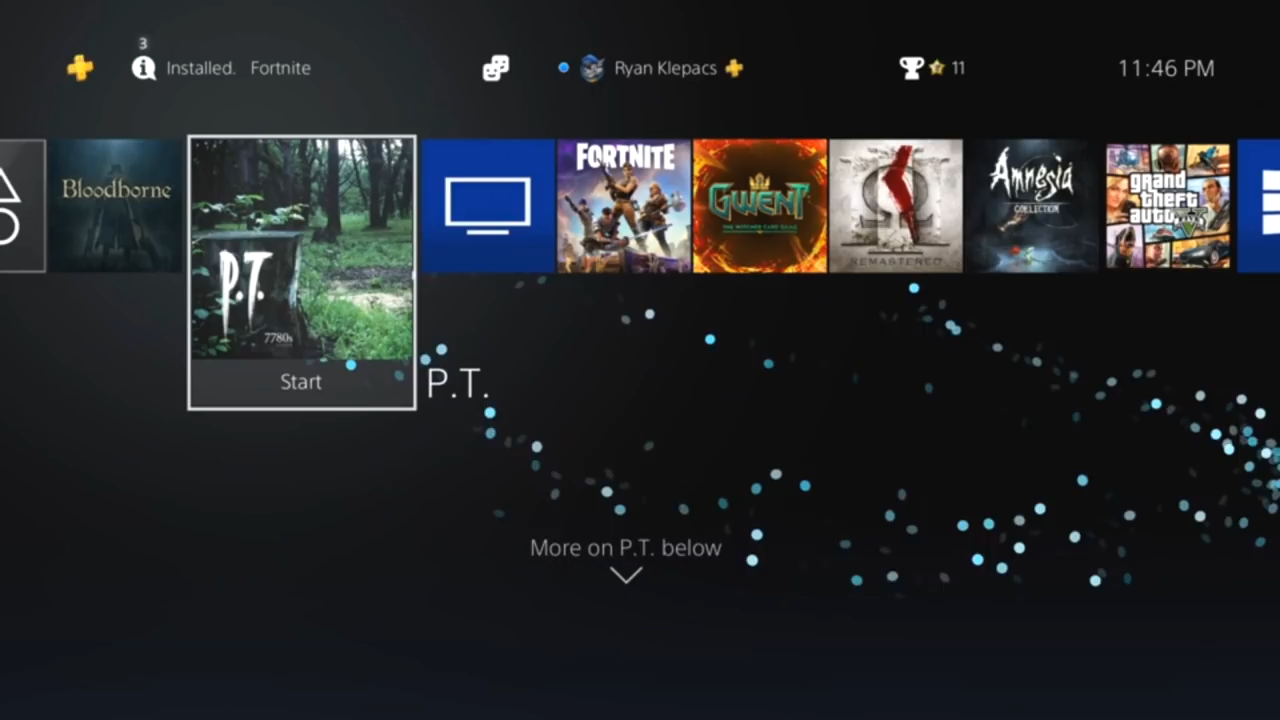 3
Installed. Fortnite
Ryan Klepacs
11
11:46 PM
Bloodborne
P.T.
7780s
Start
P.T.
FORTNITE
GWENT
THE WITCHER CARD GAME
REMASTERED
Amnesia
COLLECTION
grand
theft
auto
V
More on P.T. below